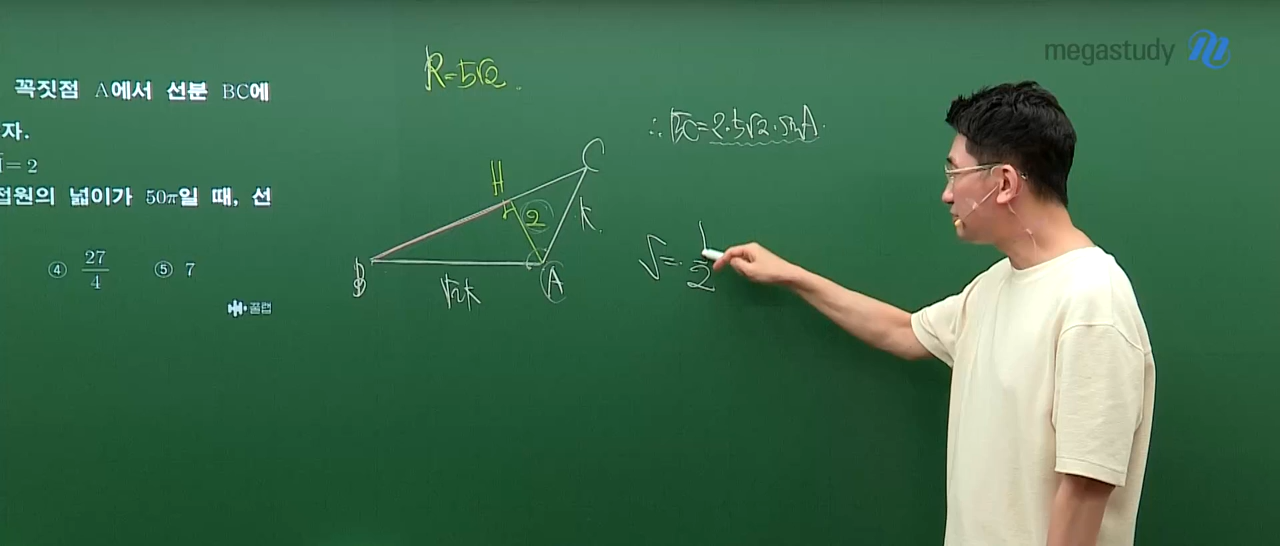 megastudy
꼭짓점 A에서 선분 BC에
자.
= 2
접원의 넓이가 50π일 때, 선
④ 27/4 ⑤ 7
꿀랩
R=5√2
∴ BC=2·5√2·sinA
C
H
2
k
B
√2k
A
S= 1/2